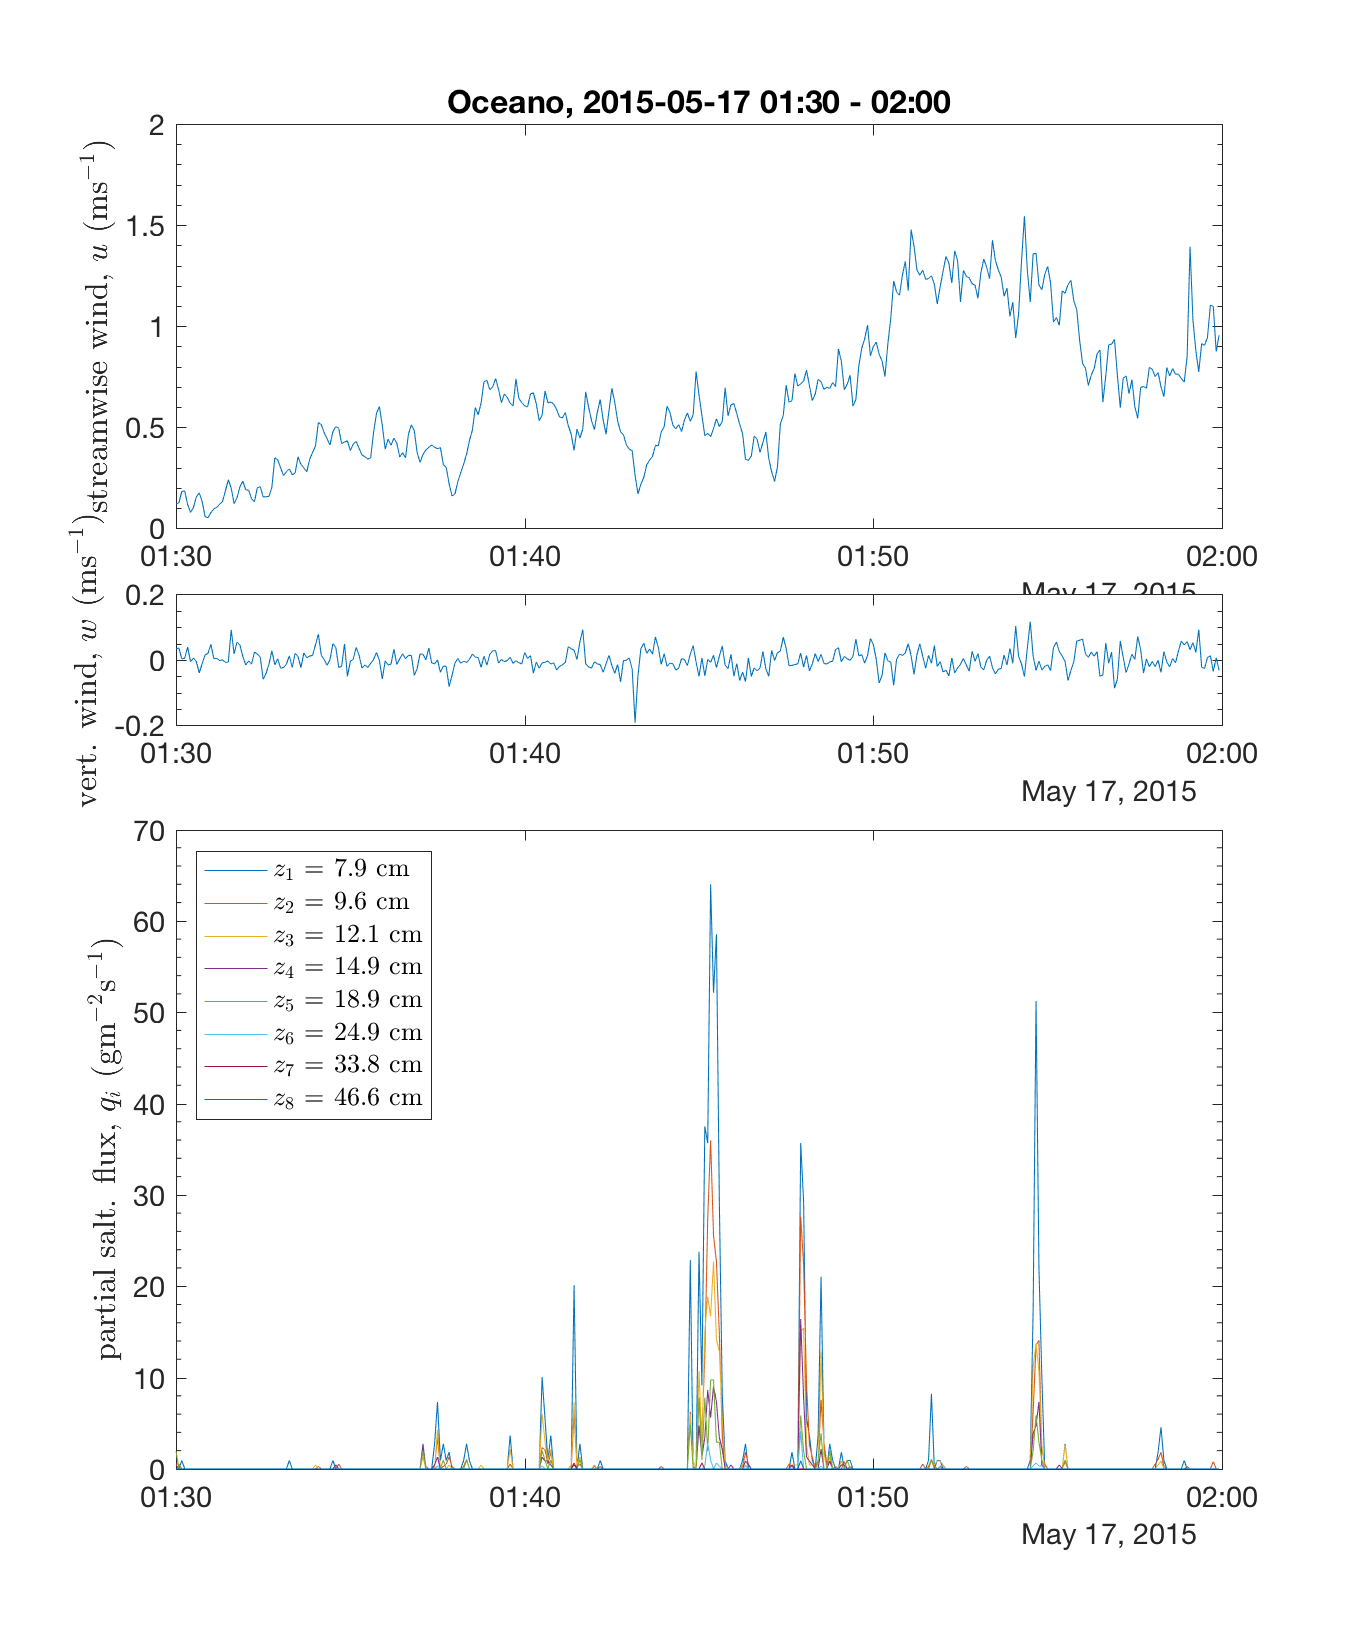 Oceano, 2015-05-17 01:30 - 02:00
streamwise wind, u (ms⁻¹)
2
1.5
1
0.5
0
01:30 01:40 01:50 02:00
May 17, 2015
vert. wind, w (ms⁻¹)
0.2
0
-0.2
01:30 01:40 01:50 02:00
May 17, 2015
partial salt. flux, qᵢ (gm⁻²s⁻¹)
70
60
50
40
30
20
10
0
z₁ = 7.9 cm
z₂ = 9.6 cm
z₃ = 12.1 cm
z₄ = 14.9 cm
z₅ = 18.9 cm
z₆ = 24.9 cm
z₇ = 33.8 cm
z₈ = 46.6 cm
01:30 01:40 01:50 02:00
May 17, 2015